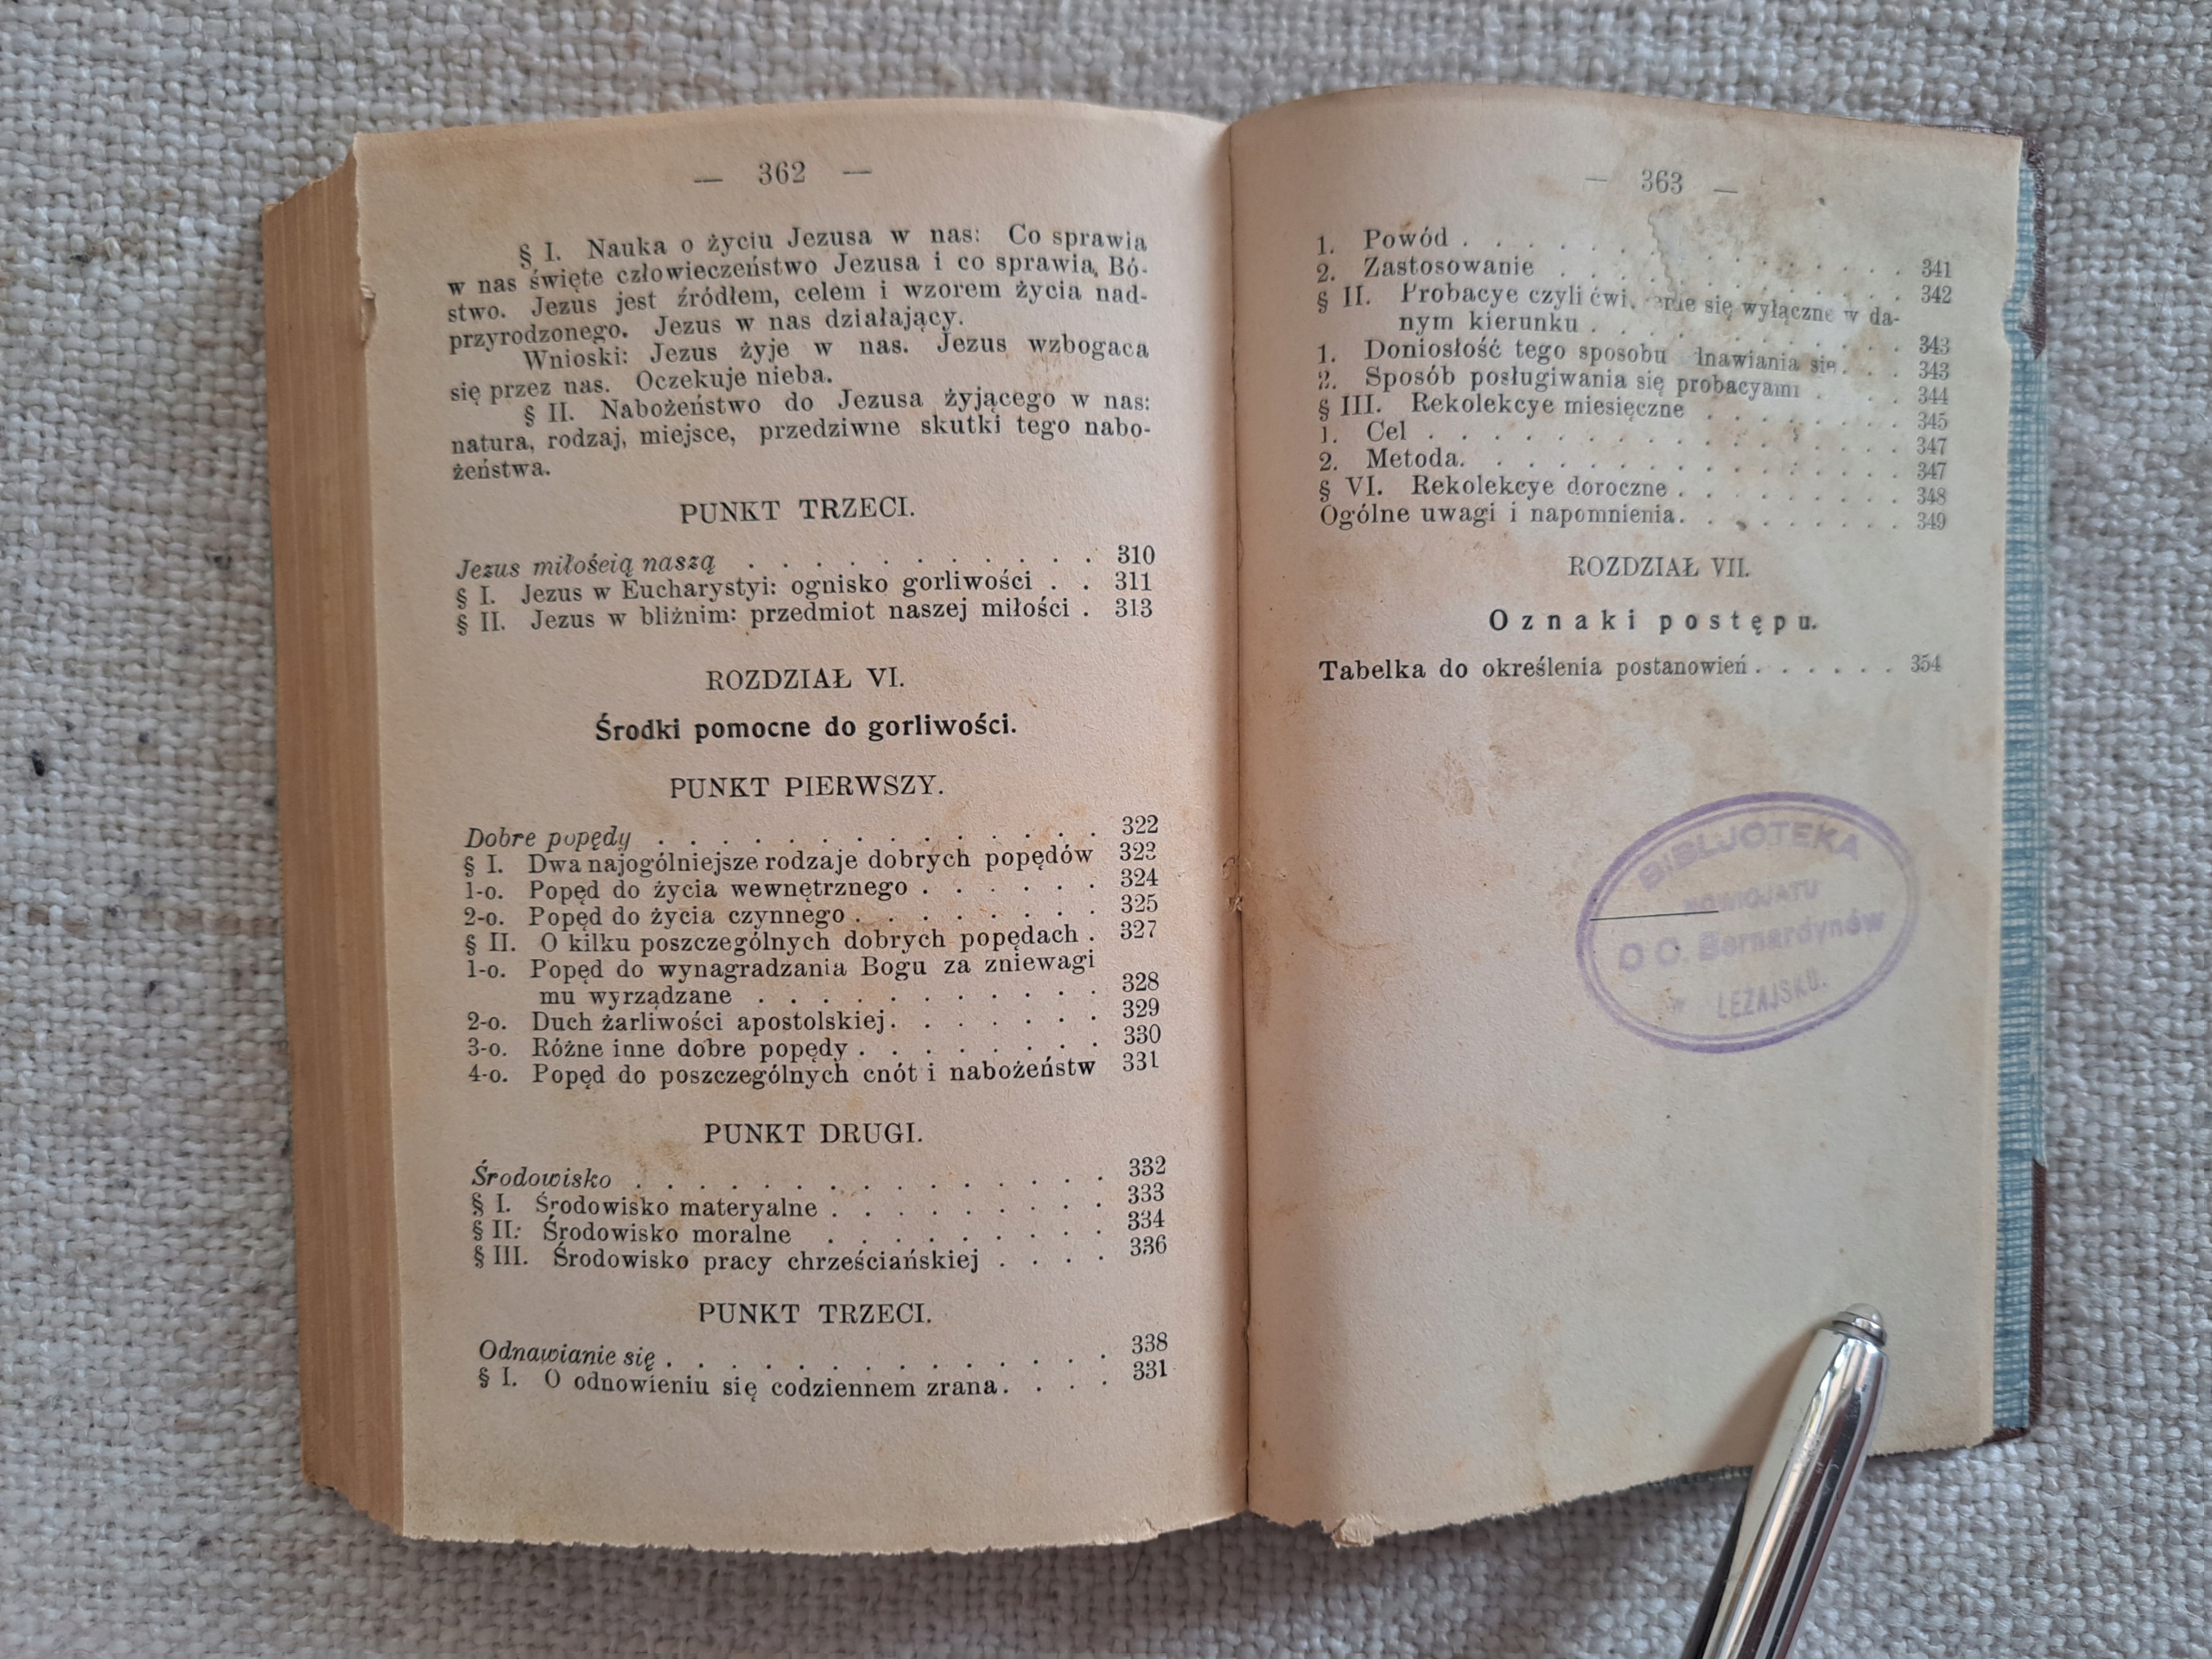 — 362 —
§ I. Nauka o życiu Jezusa w nas: Co sprawia
w nas święte człowieczeństwo Jezusa i co sprawia, Bó-
stwo. Jezus jest źródłem, celem i wzorem życia nad-
przyrodzonego. Jezus w nas działający.
Wnioski: Jezus żyje w nas. Jezus wzbogaca
się przez nas. Oczekuje nieba.
§ II. Nabożeństwo do Jezusa żyjącego w nas:
natura, rodzaj, miejsce, przedziwne skutki tego nabo-
żeństwa.
PUNKT TRZECI.
Jezus miłością naszą . . . . . . . . . . . 310
§ I. Jezus w Eucharystyi: ognisko gorliwości . . 311
§ II. Jezus w bliźnim: przedmiot naszej miłości . 313
ROZDZIAŁ VI.
Środki pomocne do gorliwości.
PUNKT PIERWSZY.
Dobre popędy . . . . . . . . . . . . . . 322
§ I. Dwa najogólniejsze rodzaje dobrych popędów 323
1-o. Popęd do życia wewnętrznego . . . . . . 324
2-o. Popęd do życia czynnego . . . . . . . . 325
§ II. O kilku poszczególnych dobrych popędach . 327
1-o. Popęd do wynagradzania Bogu za zniewagi
mu wyrządzane . . . . . . . . . . 328
2-o. Duch żarliwości apostolskiej . . . . . . . 329
3-o. Różne inne dobre popędy . . . . . . . . 330
4-o. Popęd do poszczególnych cnót i nabożeństw 331
PUNKT DRUGI.
Środowisko . . . . . . . . . . . . . . . 332
§ I. Środowisko materyalne . . . . . . . . . 333
§ II: Środowisko moralne . . . . . . . . . 334
§ III. Środowisko pracy chrześciańskiej . . . . 336
PUNKT TRZECI.
Odnawianie się . . . . . . . . . . . . . . 338
§ I. O odnowieniu się codziennem zrana . . . . 331
— 363 —
1. Powód . . . . . . . . . . . . . . 341
2. Zastosowanie . . . . . . . . . . . 342
§ II. Probacye czyli się wyłączne w da-
nym kierunku . . . . . . . . . . 343
1. Doniosłość tego sposobu się . . . 343
2. Sposób posługiwania się probacyami . . . 344
§ III. Rekolekcye miesięczne . . . . . . . 345
1. Cel . . . . . . . . . . . . . . . 347
2. Metoda. . . . . . . . . . . . . . 347
§ VI. Rekolekcye doroczne . . . . . . . . 348
Ogólne uwagi i napomnienia. . . . . . . . 349
ROZDZIAŁ VII.
Oznaki postępu.
Tabelka do określenia postanowień . . . . . . 354
BIBLJOTEKA
NOWICJATU
O O Bernardynów
LEŻAJSKU.